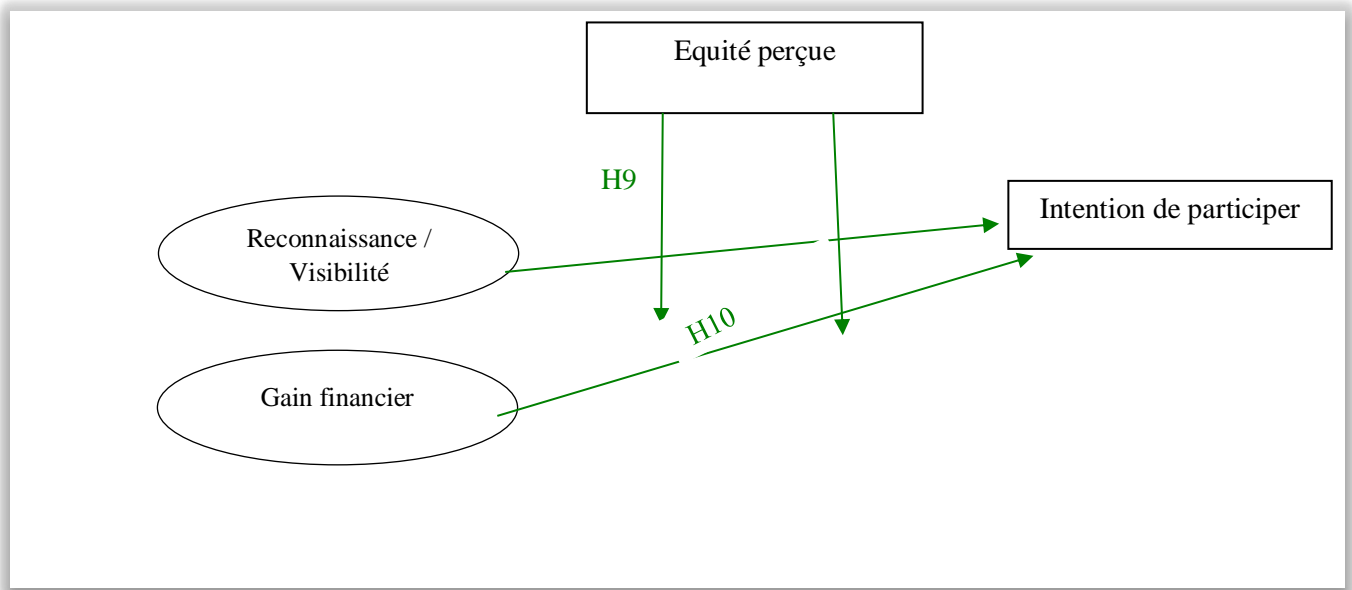 Equité perçue
H9
Intention de participer
Reconnaissance /
Visibilité
H10
Gain financier